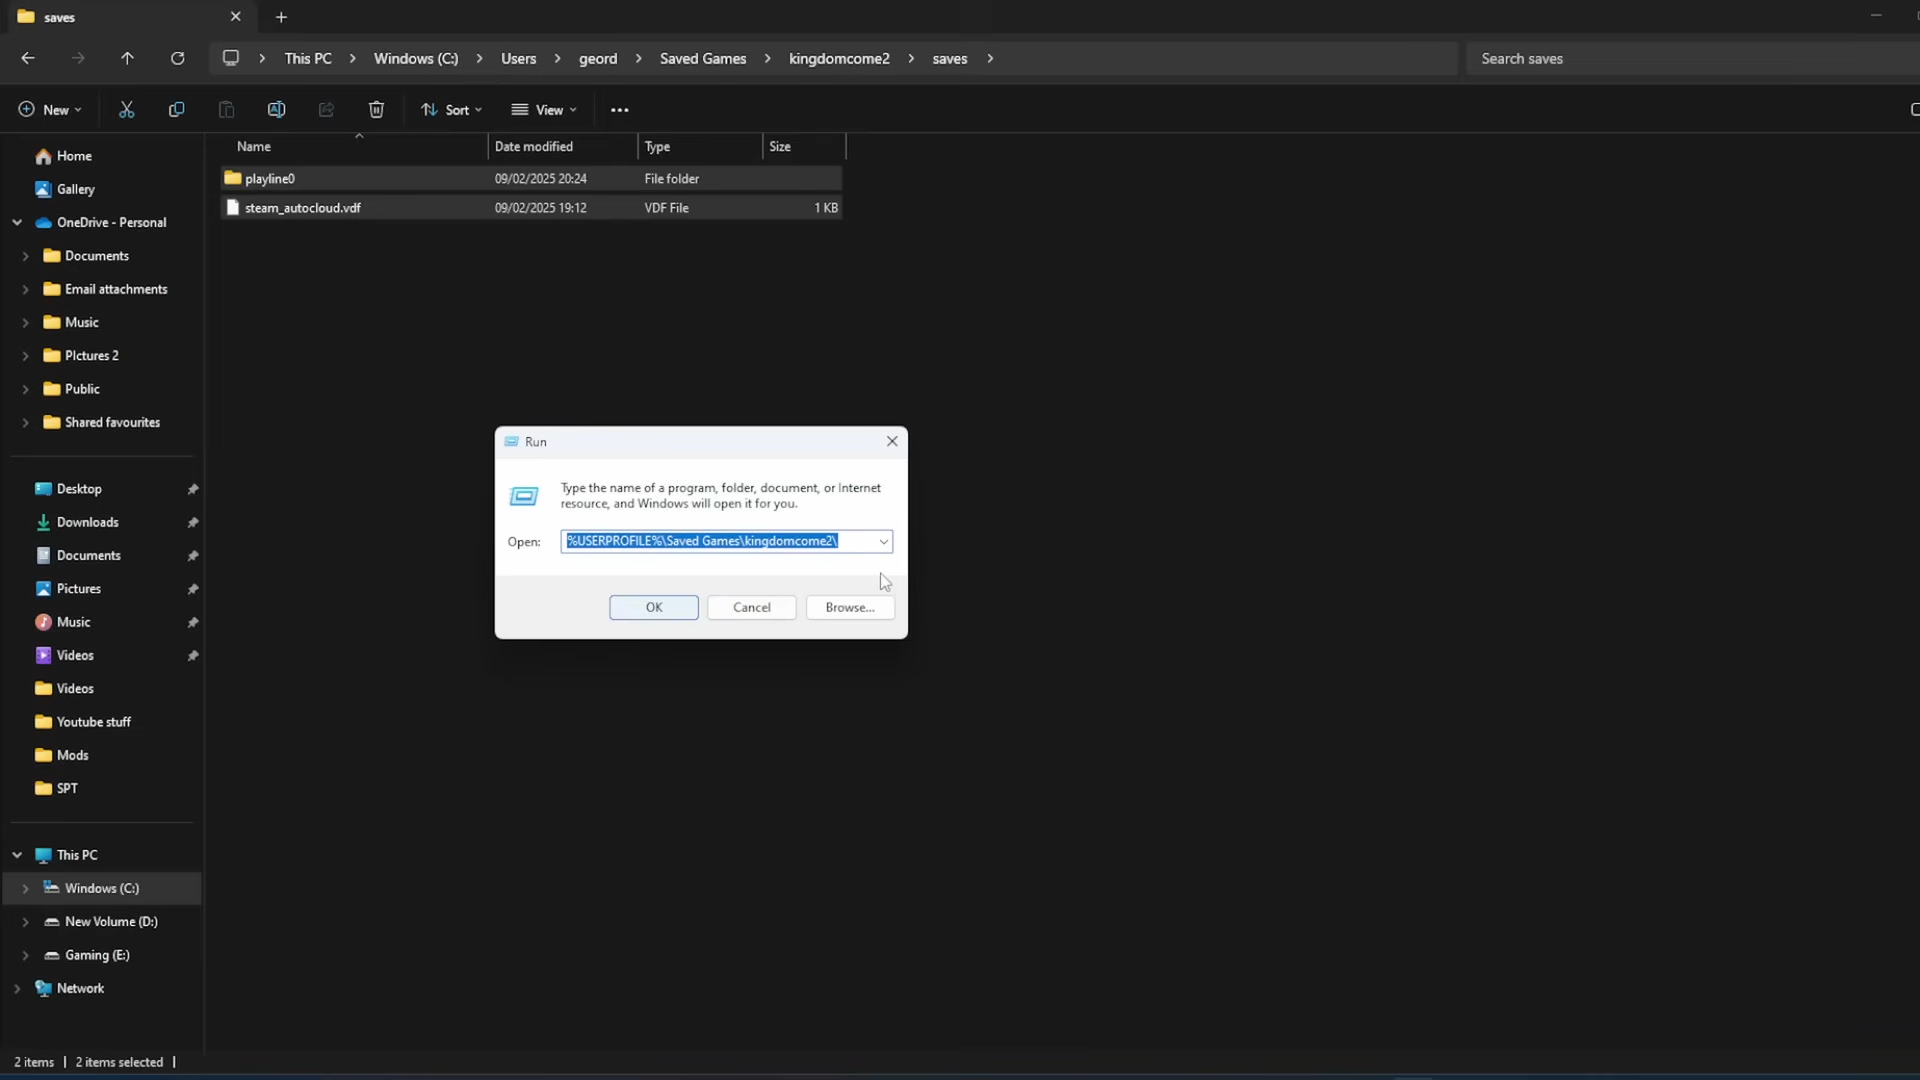 saves
This PC > Windows (C:) > Users > geord > Saved Games > kingdomcome2 > saves >
Search saves
New
Sort
View
Name
Date modified
Type
Size
playline0 09/02/2025 20:24 File folder
steam_autocloud.vdf 09/02/2025 19:12 VDF File 1 KB
Home
Gallery
OneDrive - Personal
Documents
Email attachments
Music
PIctures 2
Public
Shared favourites
Desktop
Downloads
Documents
Pictures
Music
Videos
Videos
Youtube stuff
Mods
SPT
This PC
Windows (C:)
New Volume (D:)
Gaming (E:)
Network
Run
Type the name of a program, folder, document, or Internet
resource, and Windows will open it for you.
Open: %USERPROFILE%\Saved Games\kingdomcome2\
OK
Cancel
Browse...
2 items | 2 items selected |